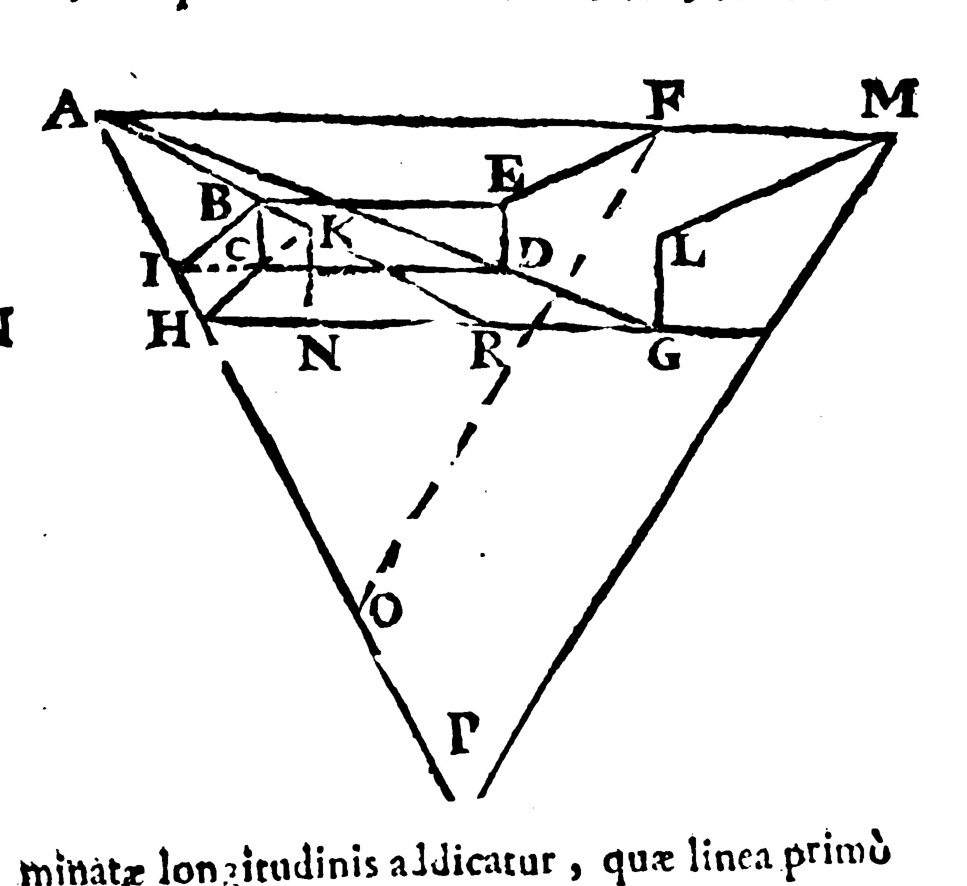 A F M
B E
I C K D L
H N R G
O
P
minatæ longitudinis addicatur , quæ linea primò